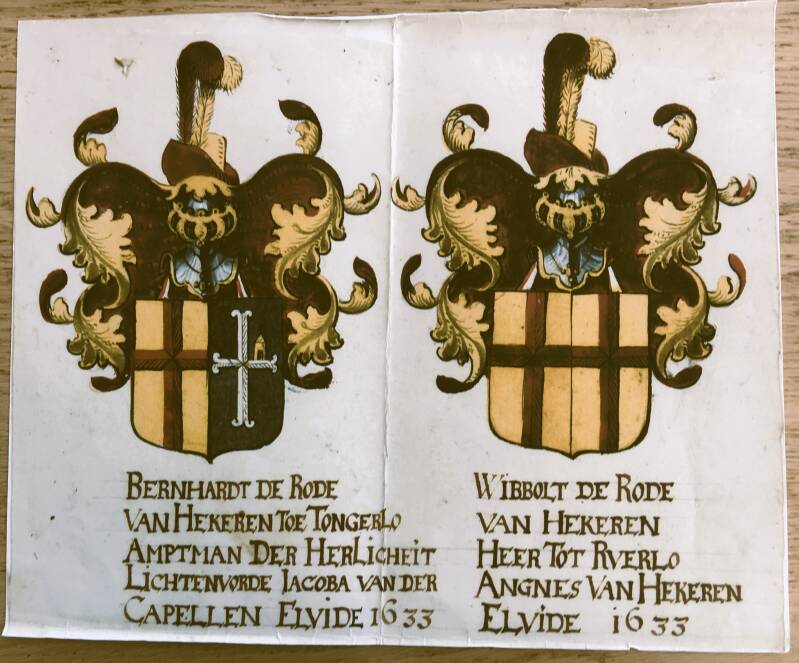 BERNHARDT DE RODE
VAN HEKEREN TOE TONGERLO
AMPTMAN DER HERLICHEIT
LICHTENVORDE IACOBA VAN DER
CAPELLEN ELVIDE 1633
WIBBOLT DE RODE
VAN HEKEREN
HEER TOT RVERLO
ANGNES VAN HEKEREN
ELVIDE 1633